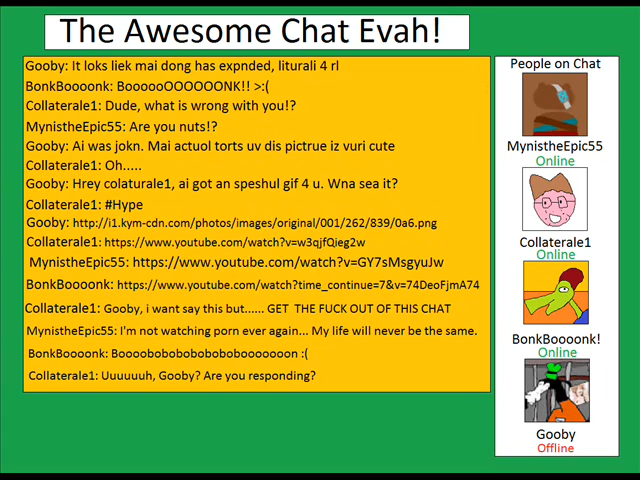 The Awesome Chat Evah!
Gooby: It loks liek mai dong has expnded, liturali 4 rl
BonkBoooonk: BoooooOOOOOONK!! >:(
Collaterale1: Dude, what is wrong with you!?
MynistheEpic55: Are you nuts!?
Gooby: Ai was jokn. Mai actuol torts uv dis pictrue iz vuri cute
Collaterale1: Oh.....
Gooby: Hrey colaturale1, ai got an speshul gif 4 u. Wna sea it?
Collaterale1: #Hype
Gooby: http://i1.kym-cdn.com/photos/images/original/001/262/839/0a6.png
Collaterale1: https://www.youtube.com/watch?v=w3qjfQieg2w
MynistheEpic55: https://www.youtube.com/watch?v=GY7sMsgyuJw
BonkBoooonk: https://www.youtube.com/watch?time_continue=7&v=74DeoFjmA74
Collaterale1: Gooby, i want say this but...... GET THE FUCK OUT OF THIS CHAT
MynistheEpic55: I'm not watching porn ever again... My life will never be the same.
BonkBoooonk: Booooboboboboboboooooooon :(
Collaterale1: Uuuuuuh, Gooby? Are you responding?
People on Chat
MynistheEpic55
Online
Collaterale1
Online
BonkBoooonk!
Online
Gooby
Offline